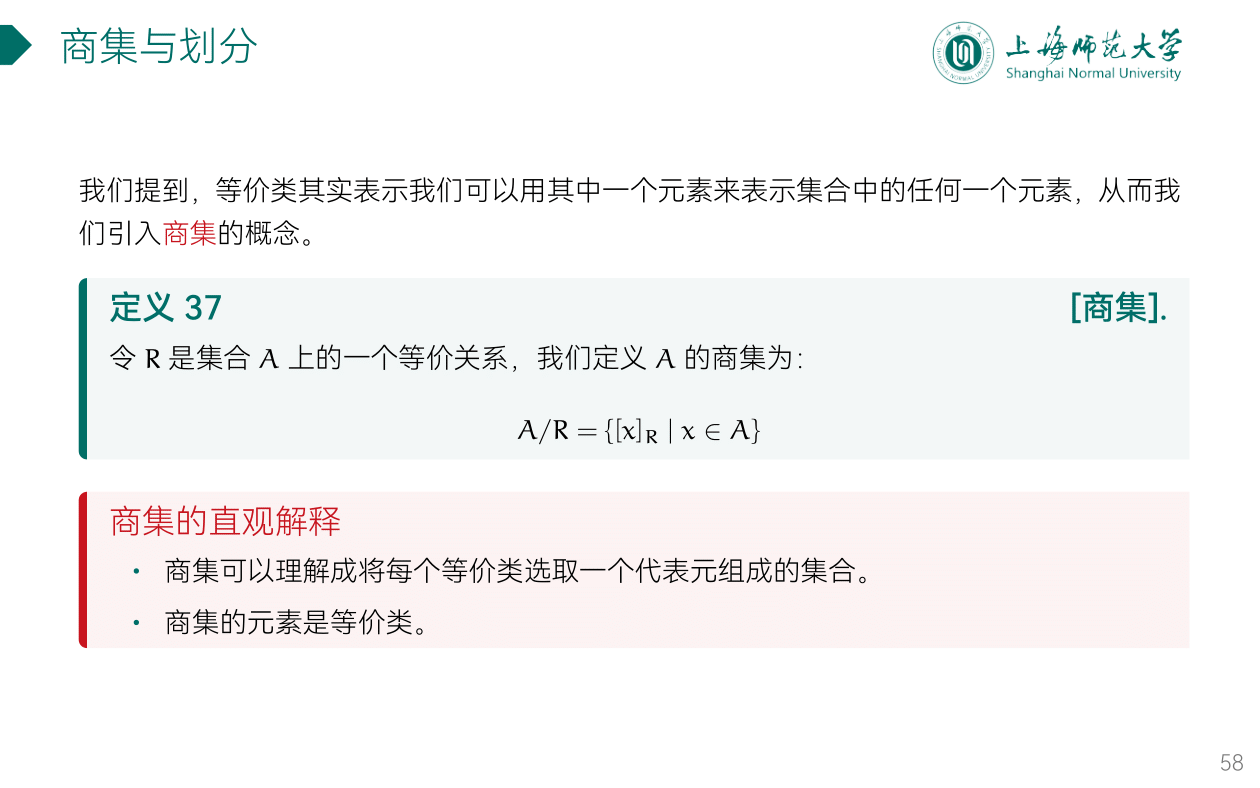 商集与划分
上海师范大学
Shanghai Normal University
我们提到，等价类其实表示我们可以用其中一个元素来表示集合中的任何一个元素，从而我
们引入商集的概念。
定义 37 [商集].
令 R 是集合 A 上的一个等价关系，我们定义 A 的商集为：
A/R = {[x]_R | x ∈ A}
商集的直观解释
• 商集可以理解成将每个等价类选取一个代表元组成的集合。
• 商集的元素是等价类。
58